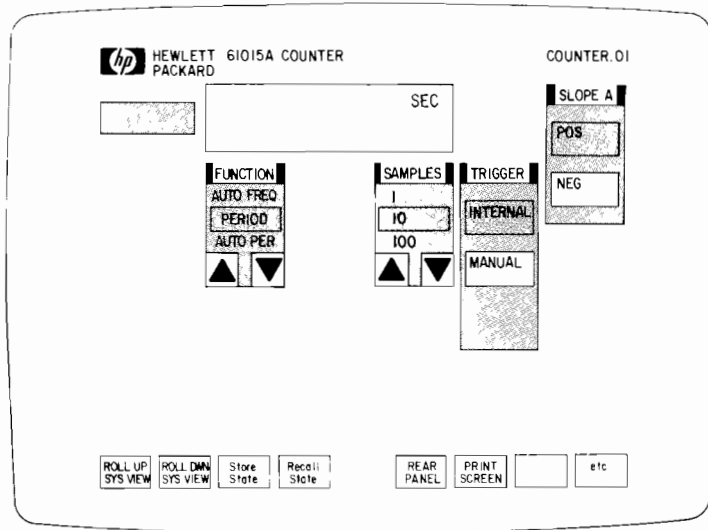 hp HEWLETT 61015A COUNTER
PACKARD
COUNTER.01
SEC
SLOPE A
POS
NEG
FUNCTION
AUTO FREQ
PERIOD
AUTO PER
SAMPLES
1
10
100
TRIGGER
INTERNAL
MANUAL
ROLL UP
SYS VIEW
ROLL DWN
SYS VIEW
Store
State
Recall
State
REAR
PANEL
PRINT
SCREEN
etc